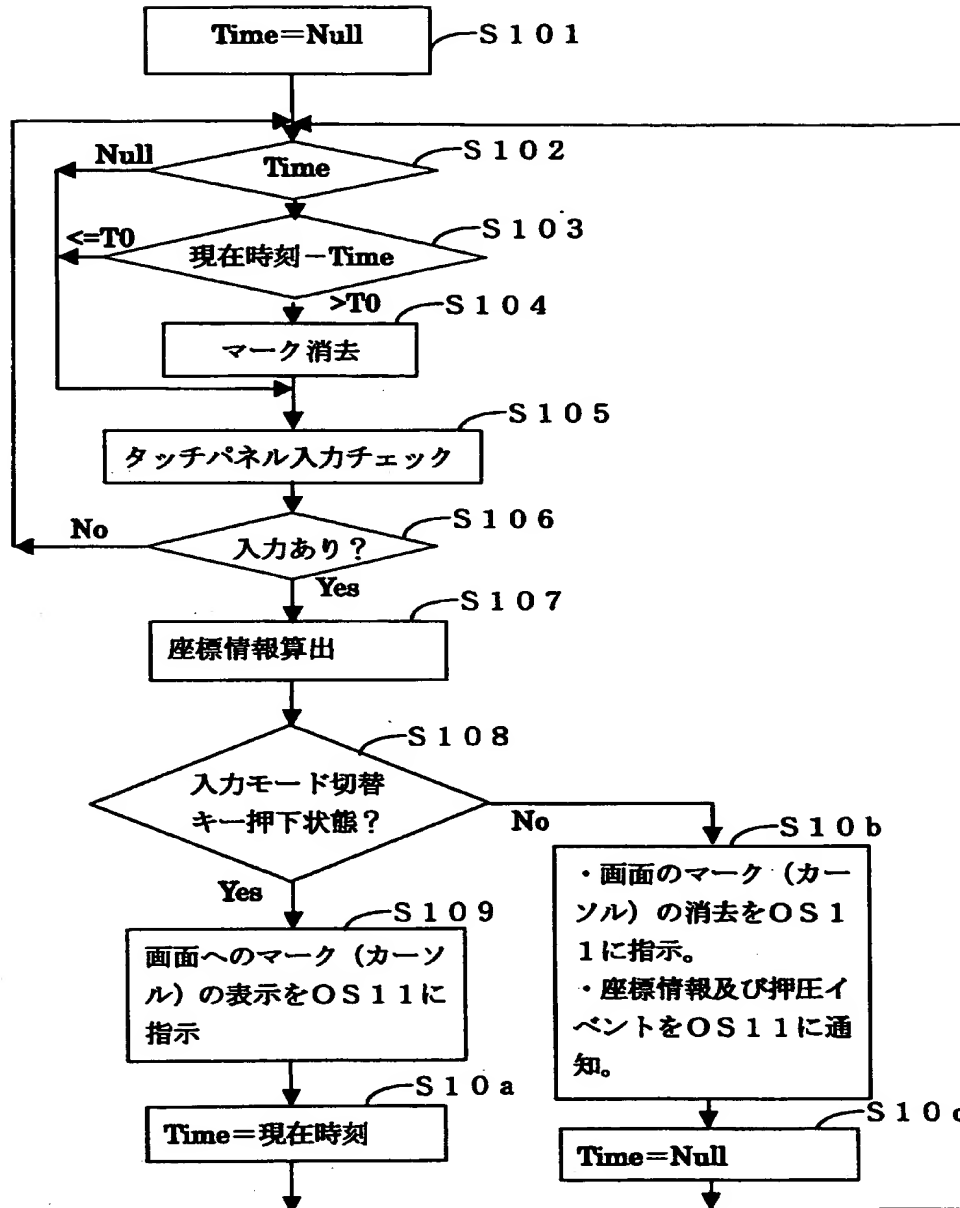 Time=Null
S101
Null
Time
S102
<=T0
現在時刻－Time
S103
>T0
S104
マーク消去
S105
タッチパネル入力チェック
No
入力あり？
S106
Yes
S107
座標情報算出
S108
入力モード切替
キー押下状態？
No
Yes
S10b
・画面のマーク（カー
ソル）の消去をOS1
1に指示。
・座標情報及び押圧イ
ベントをOS11に通
知。
S109
画面へのマーク（カーソ
ル）の表示をOS11に
指示
S10a
Time=現在時刻
S10c
Time=Null